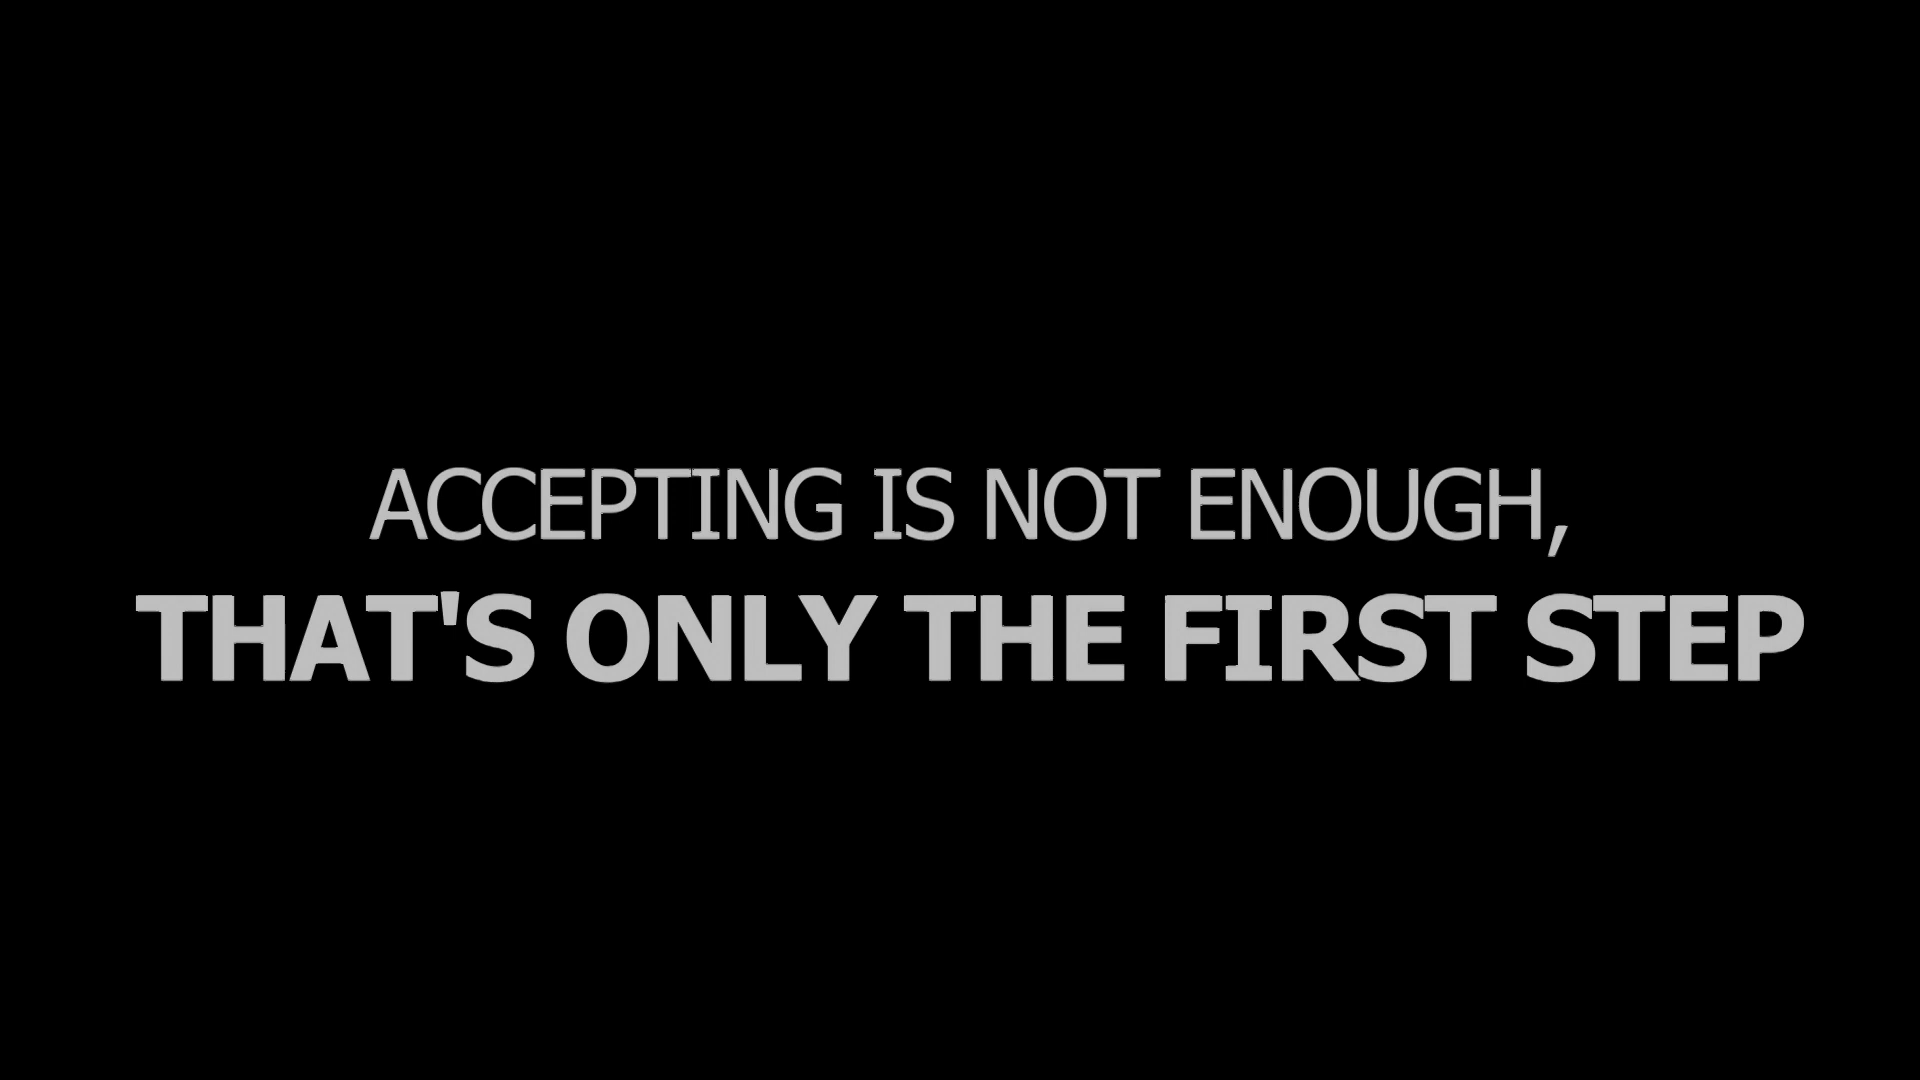 ACCEPTING IS NOT ENOUGH,
THAT'S ONLY THE FIRST STEP